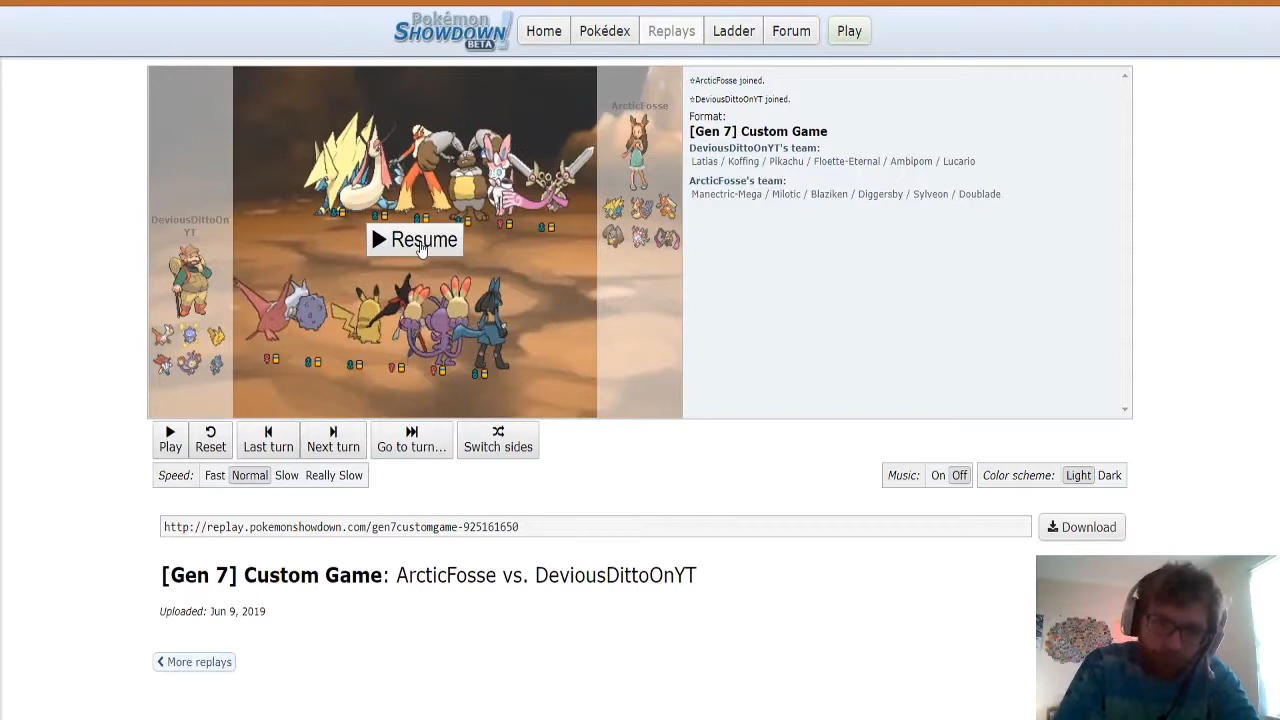 Pokémon
SHOWDOWN!
BETA
Home
Pokédex
Replays
Ladder
Forum
Play
☆ArcticFosse joined.
☆DeviousDittoOnYT joined.
Format:
[Gen 7] Custom Game
DeviousDittoOnYT's team:
Latias / Koffing / Pikachu / Floette-Eternal / Ambipom / Lucario
ArcticFosse's team:
Manectric-Mega / Milotic / Blaziken / Diggersby / Sylveon / Doublade
ArcticFosse
DeviousDittoOn
YT
Resume
Play
Reset
Last turn
Next turn
Go to turn...
Switch sides
Speed: Fast Normal Slow Really Slow
Music: On Off
Color scheme: Light Dark
http://replay.pokemonshowdown.com/gen7customgame-925161650
Download
[Gen 7] Custom Game: ArcticFosse vs. DeviousDittoOnYT
Uploaded: Jun 9, 2019
More replays